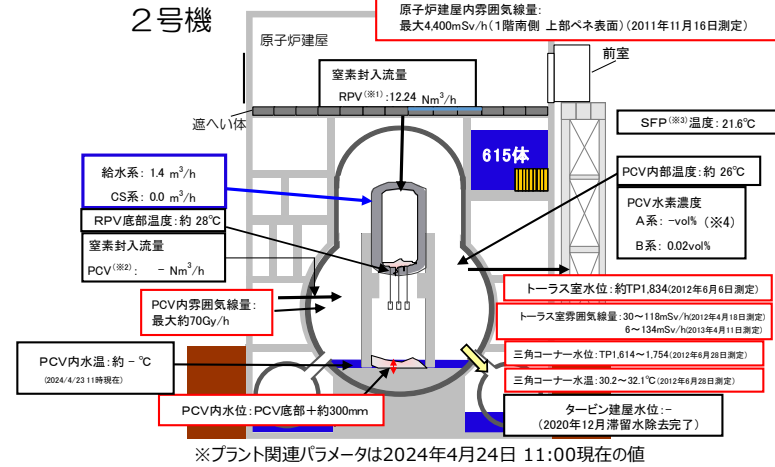 2号機
原子炉建屋内雰囲気線量:
最大4,400mSv/h(1階南側 上部ペネ表面)(2011年11月16日測定)
原子炉建屋
前室
窒素封入流量
RPV(※1):12.24 Nm3/h
遮へい体
SFP(※3)温度: 21.6℃
615体
給水系: 1.4 m3/h
CS系: 0.0 m3/h
PCV内部温度: 約 26℃
RPV底部温度: 約 28℃
PCV水素濃度
A系: -vol% (※4)
B系: 0.02vol%
窒素封入流量
PCV(※2): - Nm3/h
トーラス室水位: 約TP1,834(2012年6月6日測定)
PCV内雰囲気線量:
最大約70Gy/h
トーラス室雰囲気線量: 30~118mSv/h(2012年4月18日測定)
6~134mSv/h(2013年4月11日測定)
三角コーナー水位: TP1,614~1,754(2012年6月28日測定)
PCV内水温: 約 - ℃
(2024/4/23 11時現在)
三角コーナー水温: 30.2~32.1℃(2012年6月28日測定)
PCV内水位: PCV底部+約300mm
タービン建屋水位: -
(2020年12月滞留水除去完了)
※プラント関連パラメータは2024年4月24日 11:00現在の値